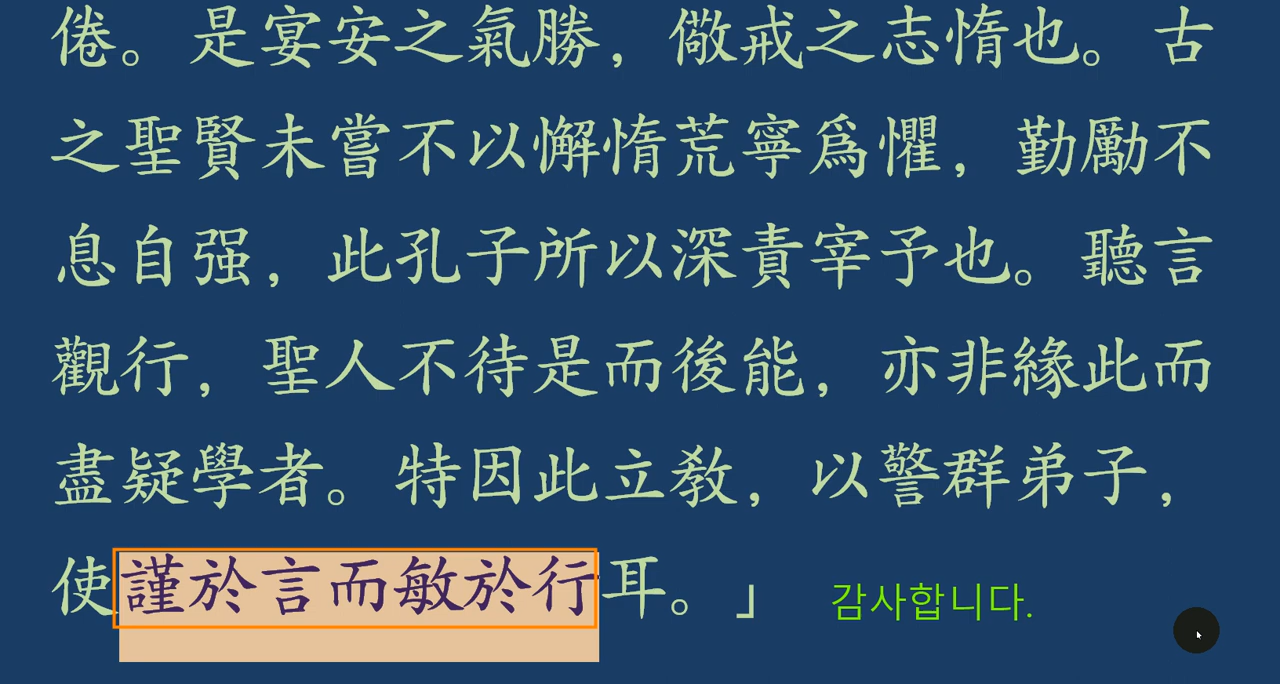 倦。是宴安之氣勝，儆戒之志惰也。古
之聖賢未嘗不以懈惰荒寧爲懼，勤勵不
息自强，此孔子所以深責宰予也。聽言
觀行，聖人不待是而後能，亦非緣此而
盡疑學者。特因此立教，以警群弟子，
使謹於言而敏於行耳。」 감사합니다.